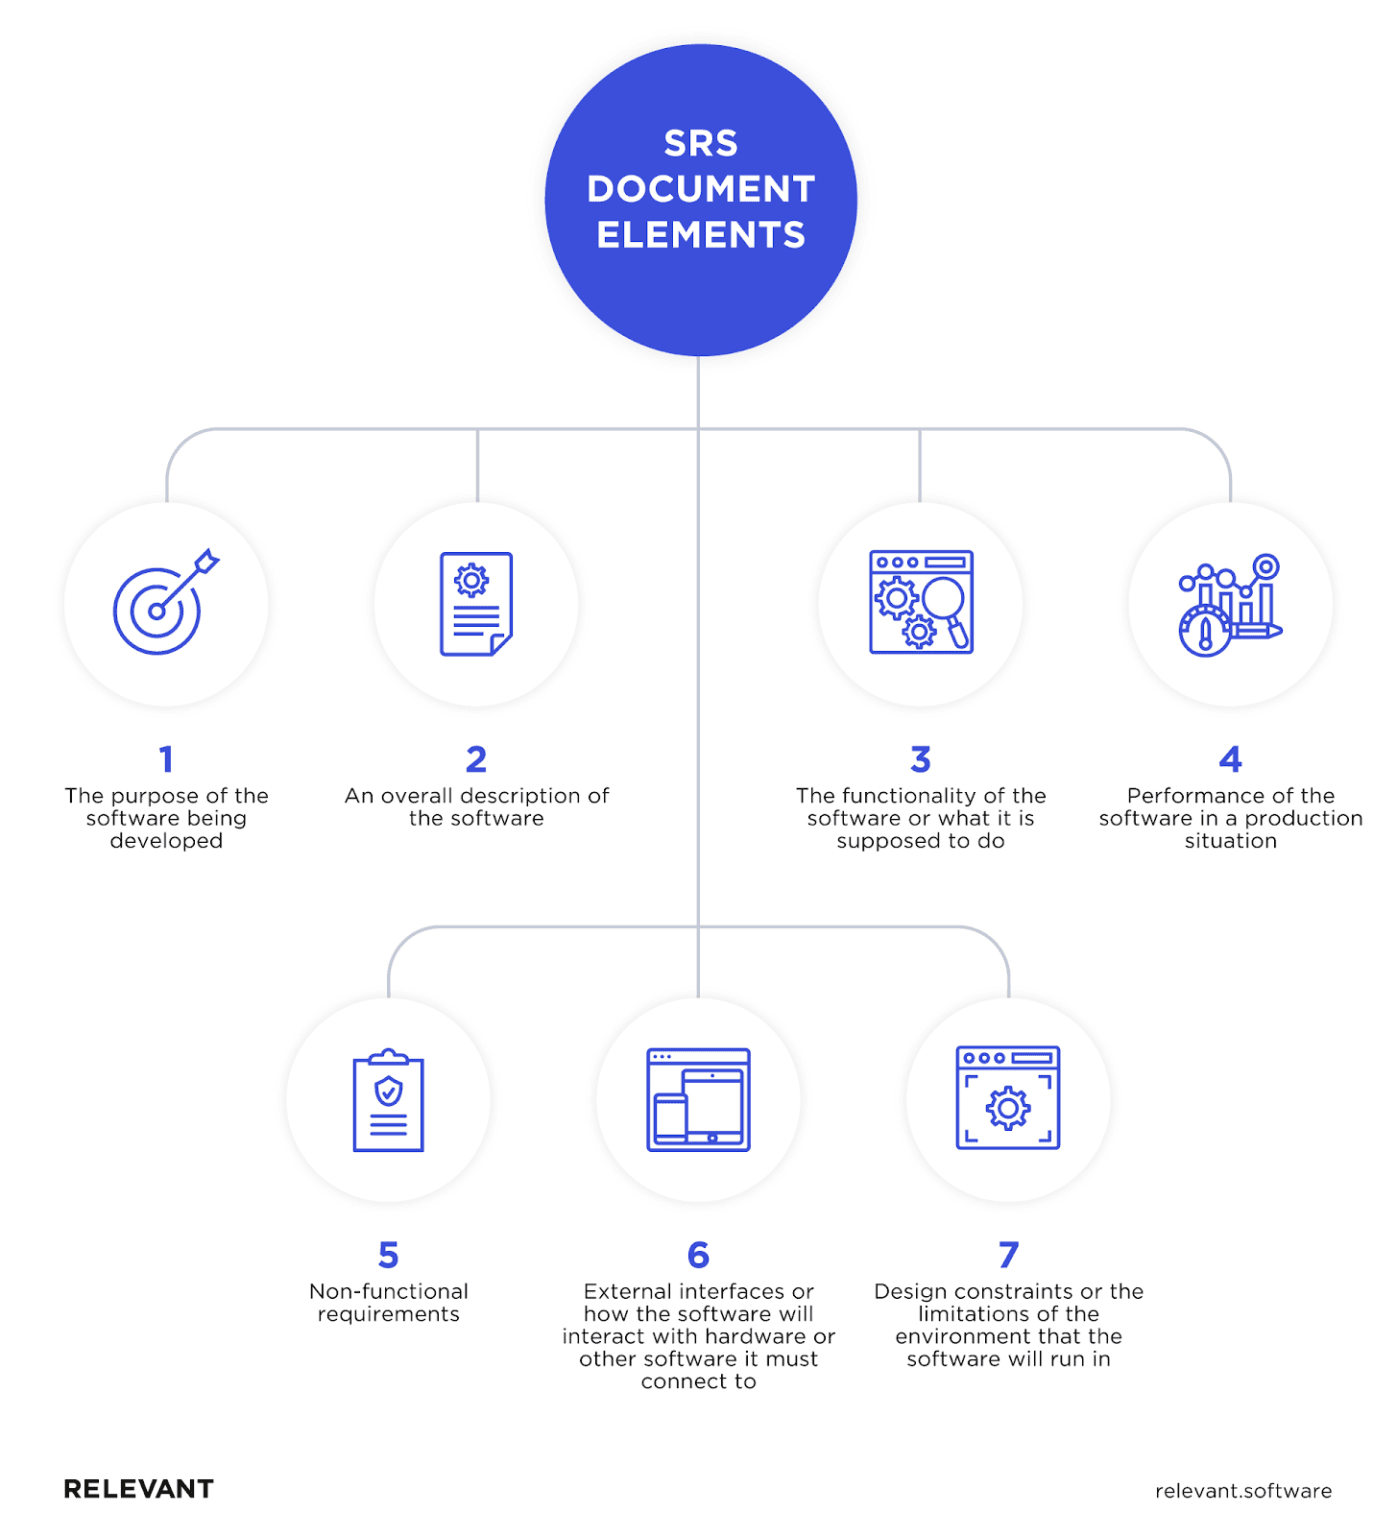 SRS
DOCUMENT
ELEMENTS
1
The purpose of the
software being
developed
2
An overall description of
the software
3
The functionality of the
software or what it is
supposed to do
4
Performance of the
software in a production
situation
5
Non-functional
requirements
6
External interfaces or
how the software will
interact with hardware or
other software it must
connect to
7
Design constraints or the
limitations of the
environment that the
software will run in
RELEVANT
relevant.software